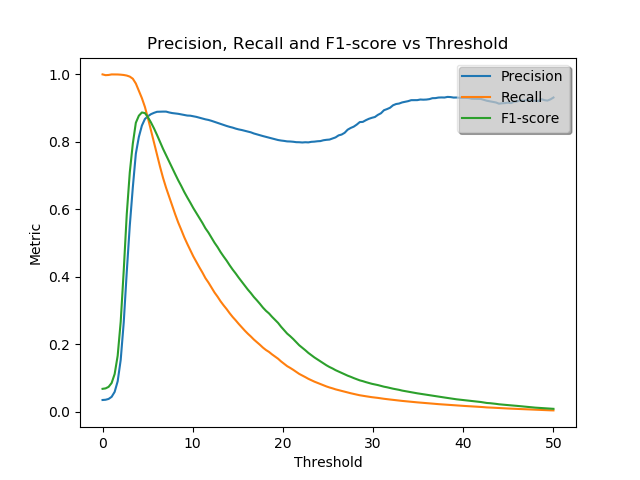 Precision, Recall and F1-score vs Threshold
Precision
Recall
F1-score
Metric
1.0
0.8
0.6
0.4
0.2
0.0
0 10 20 30 40 50
Threshold